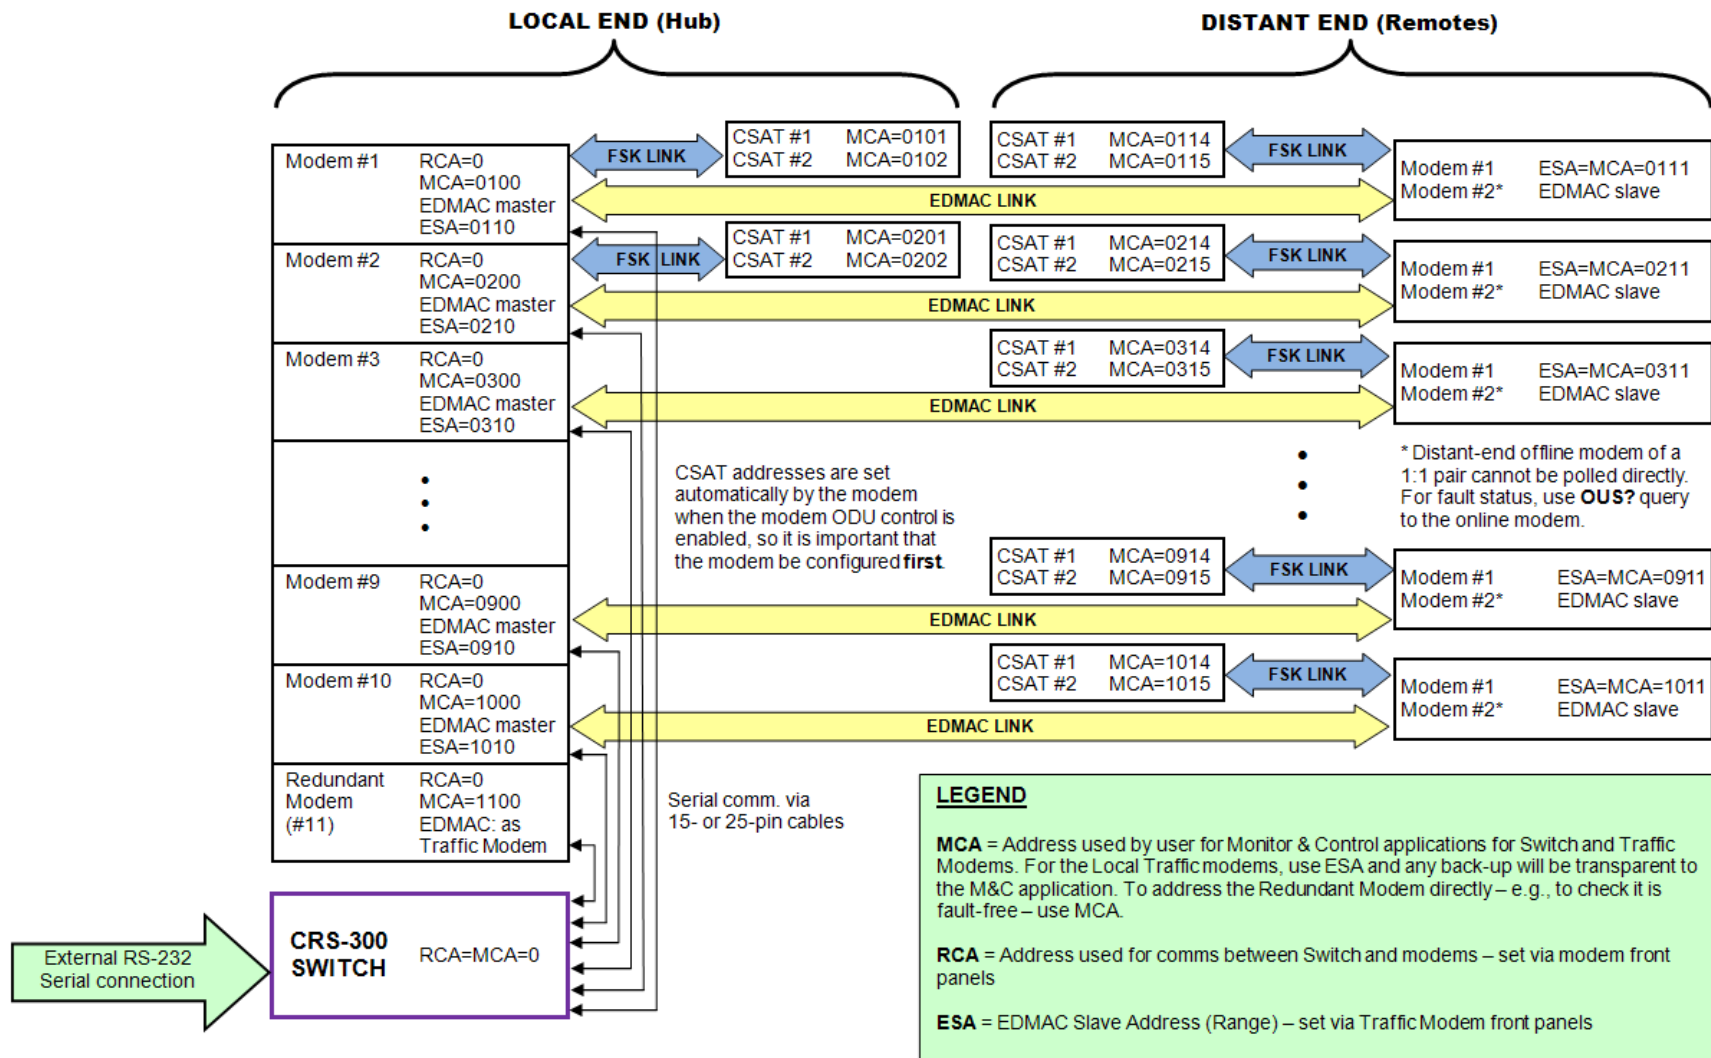 LOCAL END (Hub)
DISTANT END (Remotes)
Modem #1 RCA=0
MCA=0100
EDMAC master
ESA=0110
FSK LINK
CSAT #1 MCA=0101
CSAT #2 MCA=0102
CSAT #1 MCA=0114
CSAT #2 MCA=0115
FSK LINK
Modem #1 ESA=MCA=0111
Modem #2* EDMAC slave
EDMAC LINK
Modem #2 RCA=0
MCA=0200
EDMAC master
ESA=0210
FSK LINK
CSAT #1 MCA=0201
CSAT #2 MCA=0202
CSAT #1 MCA=0214
CSAT #2 MCA=0215
FSK LINK
Modem #1 ESA=MCA=0211
Modem #2* EDMAC slave
EDMAC LINK
Modem #3 RCA=0
MCA=0300
EDMAC master
ESA=0310
CSAT #1 MCA=0314
CSAT #2 MCA=0315
FSK LINK
Modem #1 ESA=MCA=0311
Modem #2* EDMAC slave
EDMAC LINK
CSAT addresses are set
automatically by the modem
when the modem ODU control is
enabled, so it is important that
the modem be configured first.
* Distant-end offline modem of a
1:1 pair cannot be polled directly.
For fault status, use OUS? query
to the online modem.
Modem #9 RCA=0
MCA=0900
EDMAC master
ESA=0910
CSAT #1 MCA=0914
CSAT #2 MCA=0915
FSK LINK
Modem #1 ESA=MCA=0911
Modem #2* EDMAC slave
EDMAC LINK
Modem #10 RCA=0
MCA=1000
EDMAC master
ESA=1010
CSAT #1 MCA=1014
CSAT #2 MCA=1015
FSK LINK
Modem #1 ESA=MCA=1011
Modem #2* EDMAC slave
EDMAC LINK
Redundant RCA=0
Modem MCA=1100
(#11) EDMAC: as
Traffic Modem
Serial comm. via
15- or 25-pin cables
External RS-232
Serial connection
CRS-300
SWITCH
RCA=MCA=0
LEGEND
MCA = Address used by user for Monitor & Control applications for Switch and Traffic
Modems. For the Local Traffic modems, use ESA and any back-up will be transparent to
the M&C application. To address the Redundant Modem directly – e.g., to check it is
fault-free – use MCA.
RCA = Address used for comms between Switch and modems – set via modem front
panels
ESA = EDMAC Slave Address (Range) – set via Traffic Modem front panels